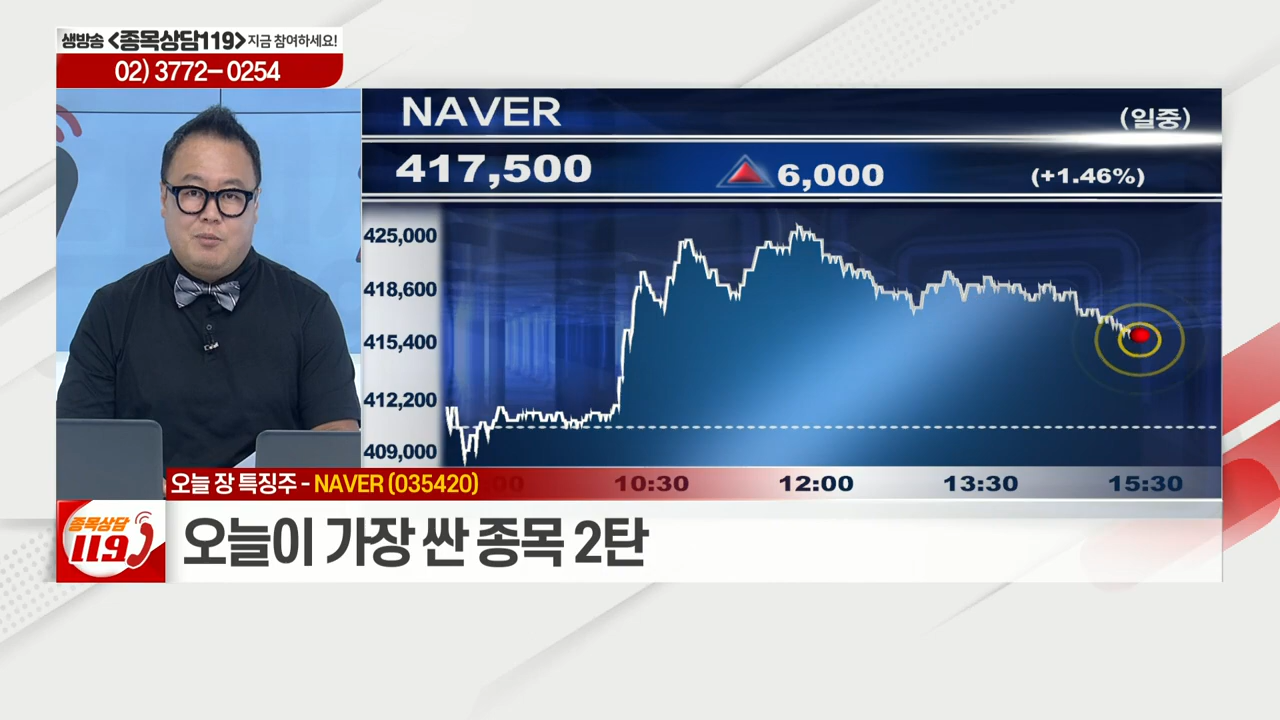 생방송 <종목상담119> 지금 참여하세요!
02) 3772-0254
NAVER
(일중)
417,500
6,000
(+1.46%)
425,000
418,600
415,400
412,200
409,000
10:30
12:00
13:30
15:30
오늘 장 특징주 - NAVER (035420)
종목상담
119
오늘이 가장 싼 종목 2탄